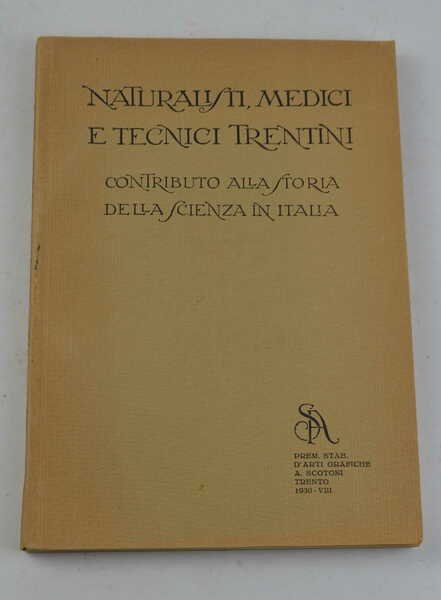 NATURALISTI, MEDICI
E TECNICI TRENTINI
CONTRIBUTO ALLA STORIA
DELLA SCIENZA IN ITALIA
SA
PREM. STAB.
D'ARTI GRAFICHE
A. SCOTONI
TRENTO
1930 - VIII